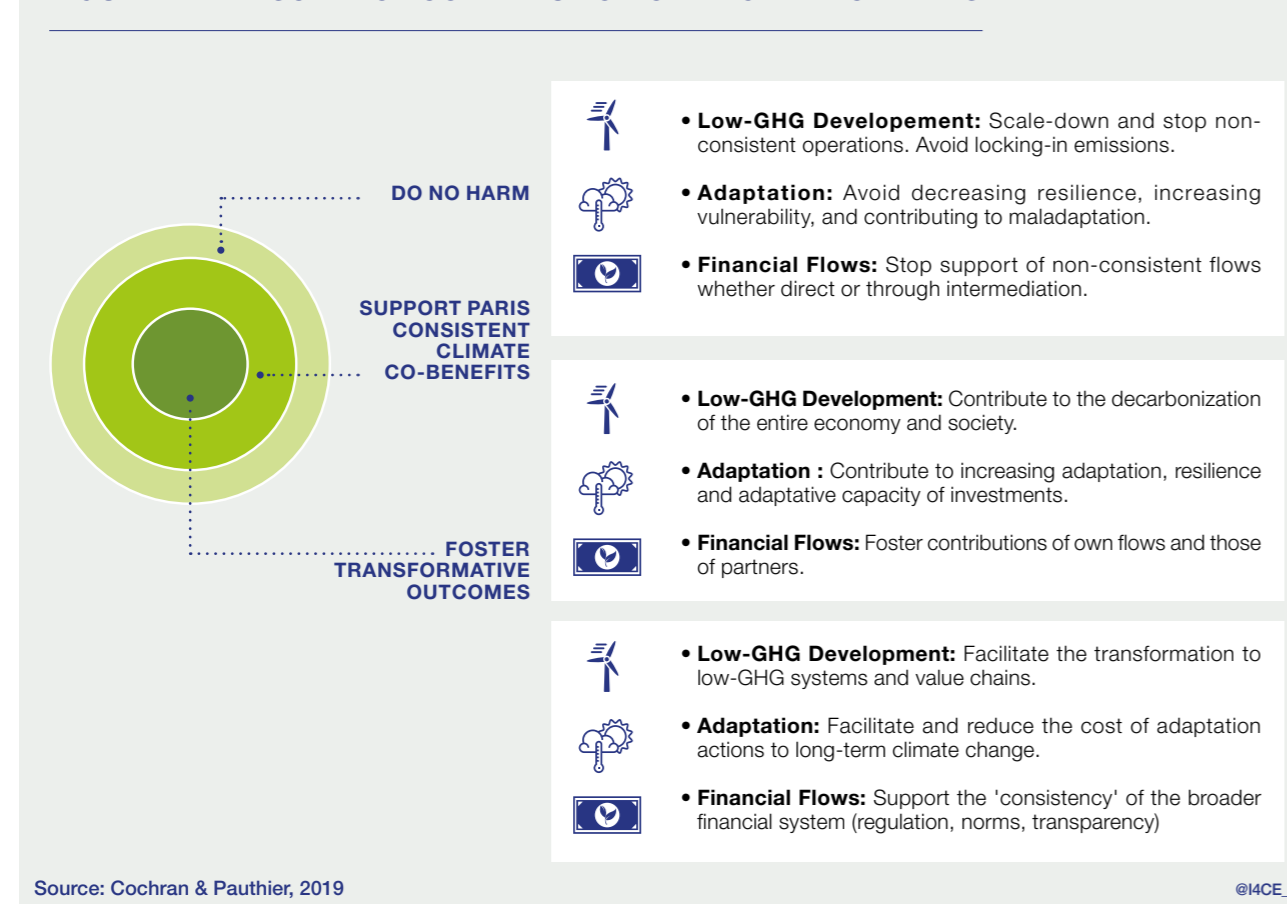 DO NO HARM
• Low-GHG Developement: Scale-down and stop non-
consistent operations. Avoid locking-in emissions.
• Adaptation: Avoid decreasing resilience, increasing
vulnerability, and contributing to maladaptation.
• Financial Flows: Stop support of non-consistent flows
whether direct or through intermediation.
SUPPORT PARIS
CONSISTENT
CLIMATE
CO-BENEFITS
• Low-GHG Development: Contribute to the decarbonization
of the entire economy and society.
• Adaptation : Contribute to increasing adaptation, resilience
and adaptative capacity of investments.
• Financial Flows: Foster contributions of own flows and those
of partners.
FOSTER
TRANSFORMATIVE
OUTCOMES
• Low-GHG Development: Facilitate the transformation to
low-GHG systems and value chains.
• Adaptation: Facilitate and reduce the cost of adaptation
actions to long-term climate change.
• Financial Flows: Support the 'consistency' of the broader
financial system (regulation, norms, transparency)
Source: Cochran & Pauthier, 2019
@I4CE_